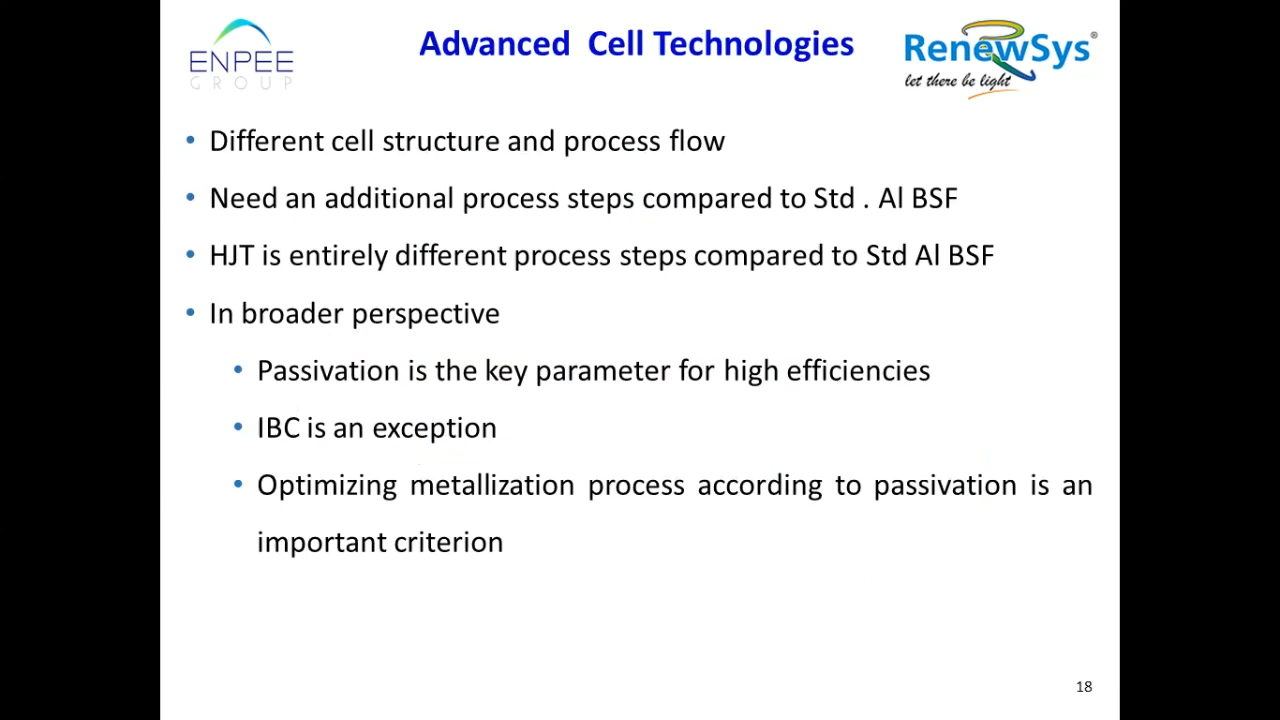 ENPEE
GROUP
Advanced Cell Technologies
RenewSys®
let there be light
• Different cell structure and process flow
• Need an additional process steps compared to Std . Al BSF
• HJT is entirely different process steps compared to Std Al BSF
• In broader perspective
• Passivation is the key parameter for high efficiencies
• IBC is an exception
• Optimizing metallization process according to passivation is an
important criterion
18